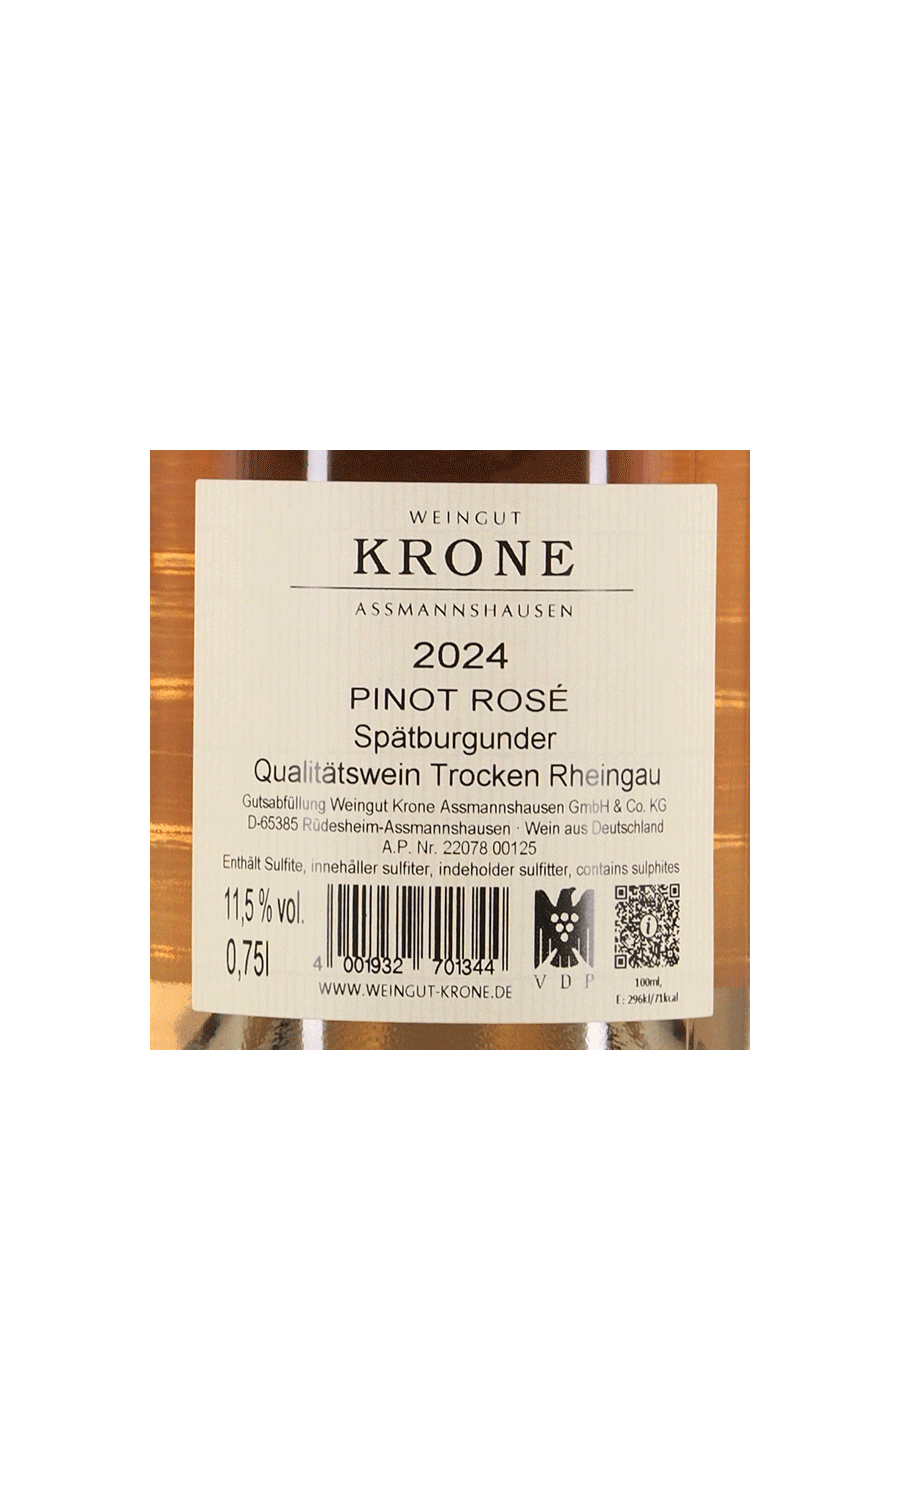 WEINGUT
KRONE
ASSMANNSHAUSEN
2024
PINOT ROSÉ
Spätburgunder
Qualitätswein Trocken Rheingau
Gutsabfüllung Weingut Krone Assmannshausen GmbH & Co. KG
D-65385 Rüdesheim-Assmannshausen · Wein aus Deutschland
A.P. Nr. 22078 00125
Enthält Sulfite, innehåller sulfiter, indeholder sulfitter, contains sulphites
11,5 % vol.
0,75l
4 001932 701344
WWW.WEINGUT-KRONE.DE
VDP
i
100ml,
E: 296kJ/71kcal